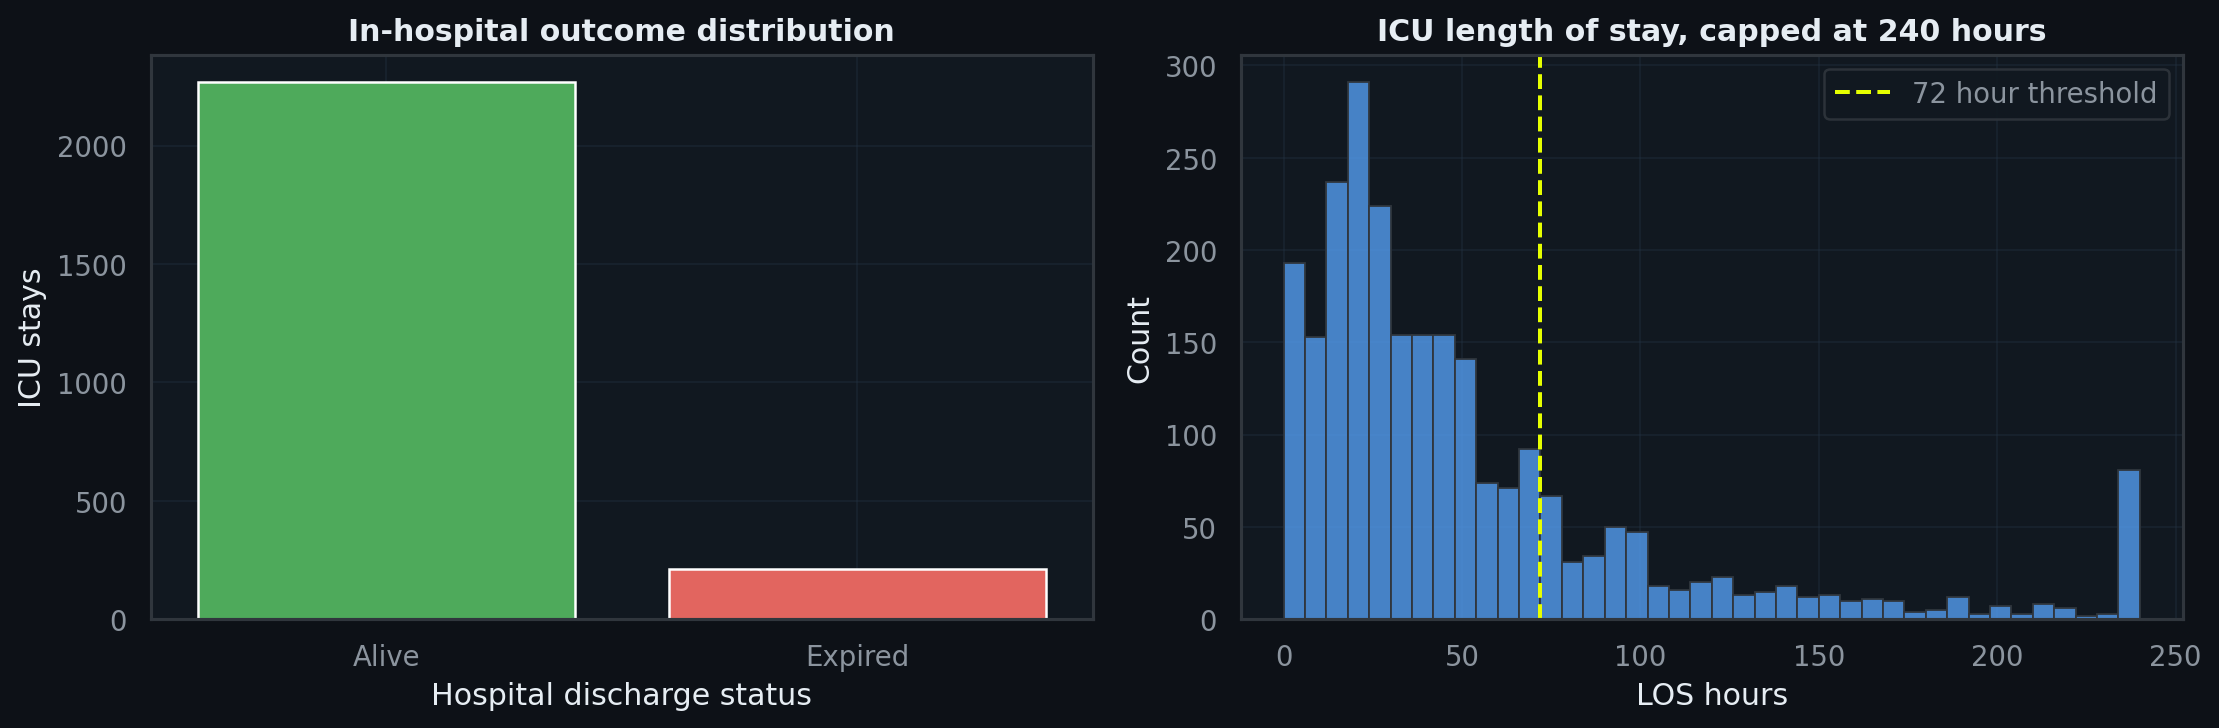 In-hospital outcome distribution
ICU stays
2000
1500
1000
500
0
Alive
Expired
Hospital discharge status
ICU length of stay, capped at 240 hours
72 hour threshold
Count
300
250
200
150
100
50
0
0
50
100
150
200
250
LOS hours